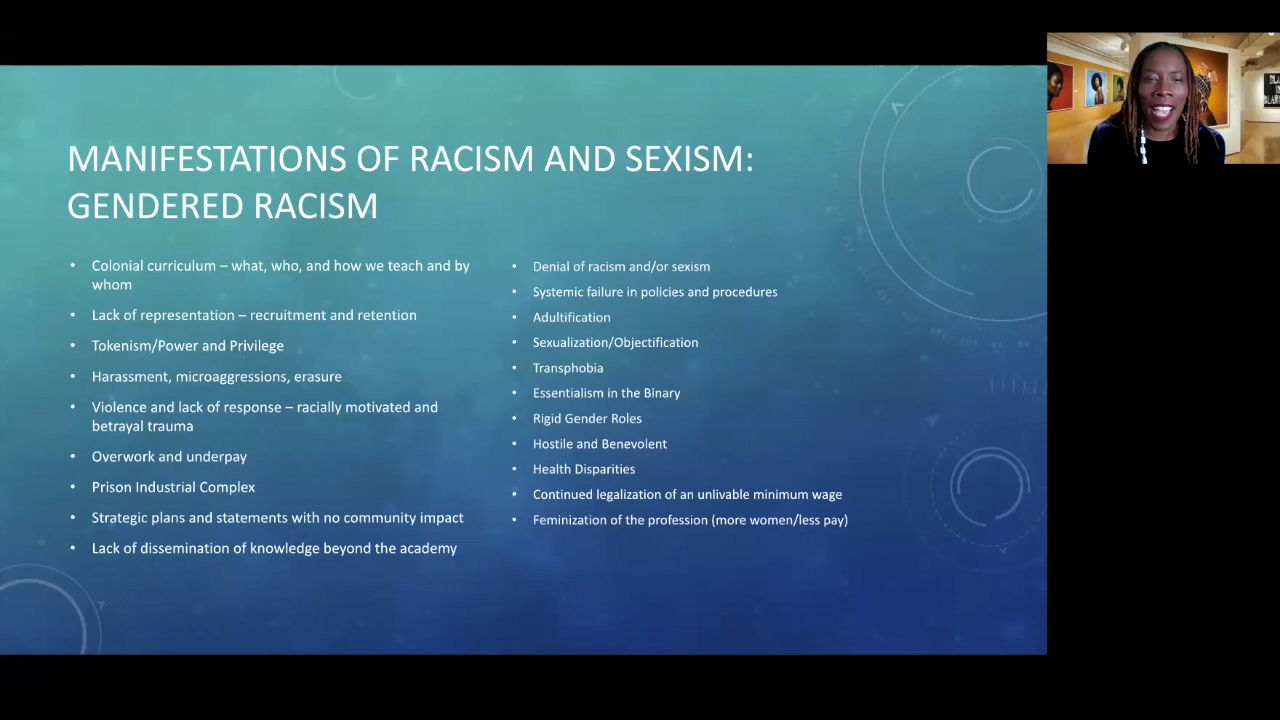 MANIFESTATIONS OF RACISM AND SEXISM:
GENDERED RACISM
• Colonial curriculum – what, who, and how we teach and by
whom
• Lack of representation – recruitment and retention
• Tokenism/Power and Privilege
• Harassment, microaggressions, erasure
• Violence and lack of response – racially motivated and
betrayal trauma
• Overwork and underpay
• Prison Industrial Complex
• Strategic plans and statements with no community impact
• Lack of dissemination of knowledge beyond the academy
• Denial of racism and/or sexism
• Systemic failure in policies and procedures
• Adultification
• Sexualization/Objectification
• Transphobia
• Essentialism in the Binary
• Rigid Gender Roles
• Hostile and Benevolent
• Health Disparities
• Continued legalization of an unlivable minimum wage
• Feminization of the profession (more women/less pay)